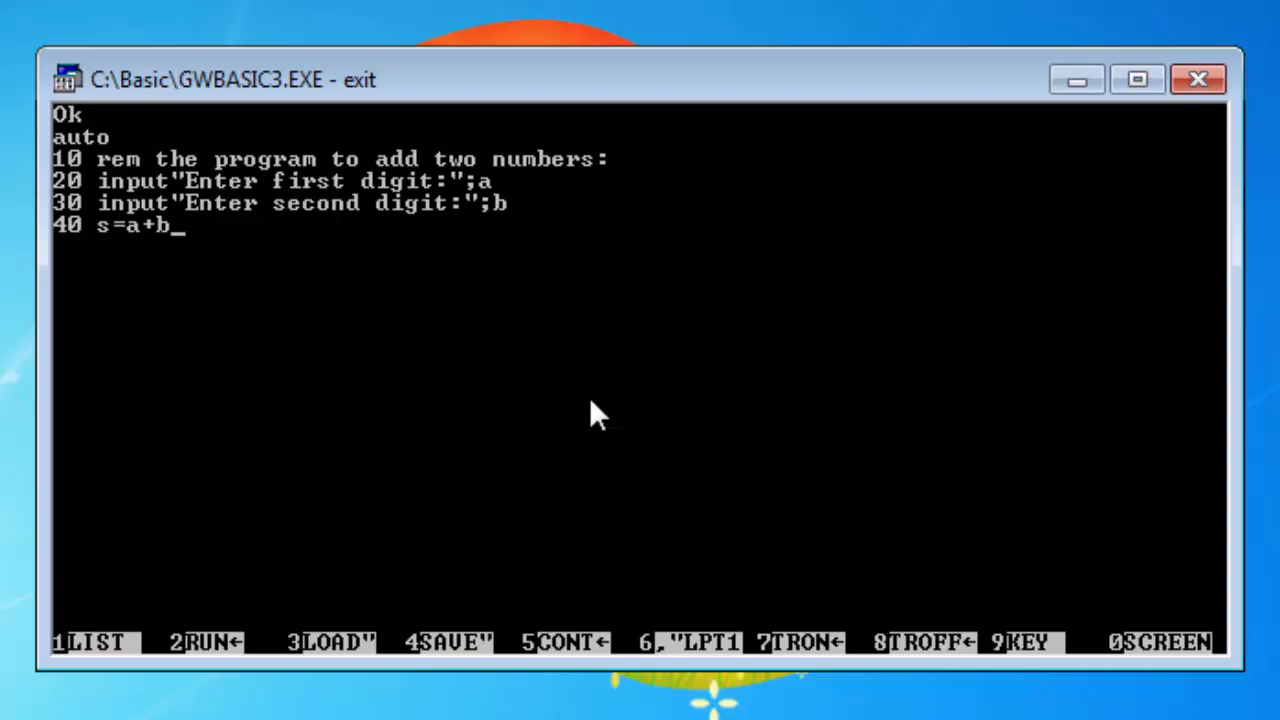 C:\Basic\GWBASIC3.EXE - exit
Ok
auto
10 rem the program to add two numbers:
20 input"Enter first digit:";a
30 input"Enter second digit:";b
40 s=a+b_
1LIST 2RUN← 3LOAD" 4SAVE" 5CONT← 6,"LPT1 7TRON← 8TROFF← 9KEY 0SCREEN